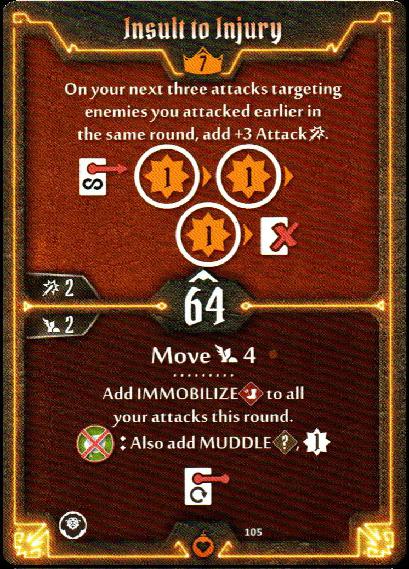 Insult to Injury
7
On your next three attacks targeting
enemies you attacked earlier in
the same round, add +3 Attack.
1 1
1
2
64
2
Move 4
Add IMMOBILIZE to all
your attacks this round.
: Also add MUDDLE ?, 1
105